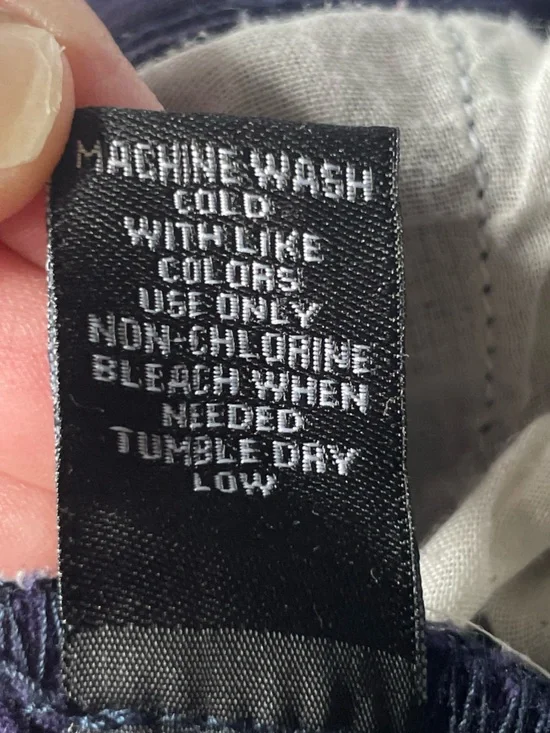 MACHINE WASH
COLD
WITH LIKE
COLORS
USE ONLY
NON-CHLORINE
BLEACH WHEN
NEEDED
TUMBLE DRY
LOW